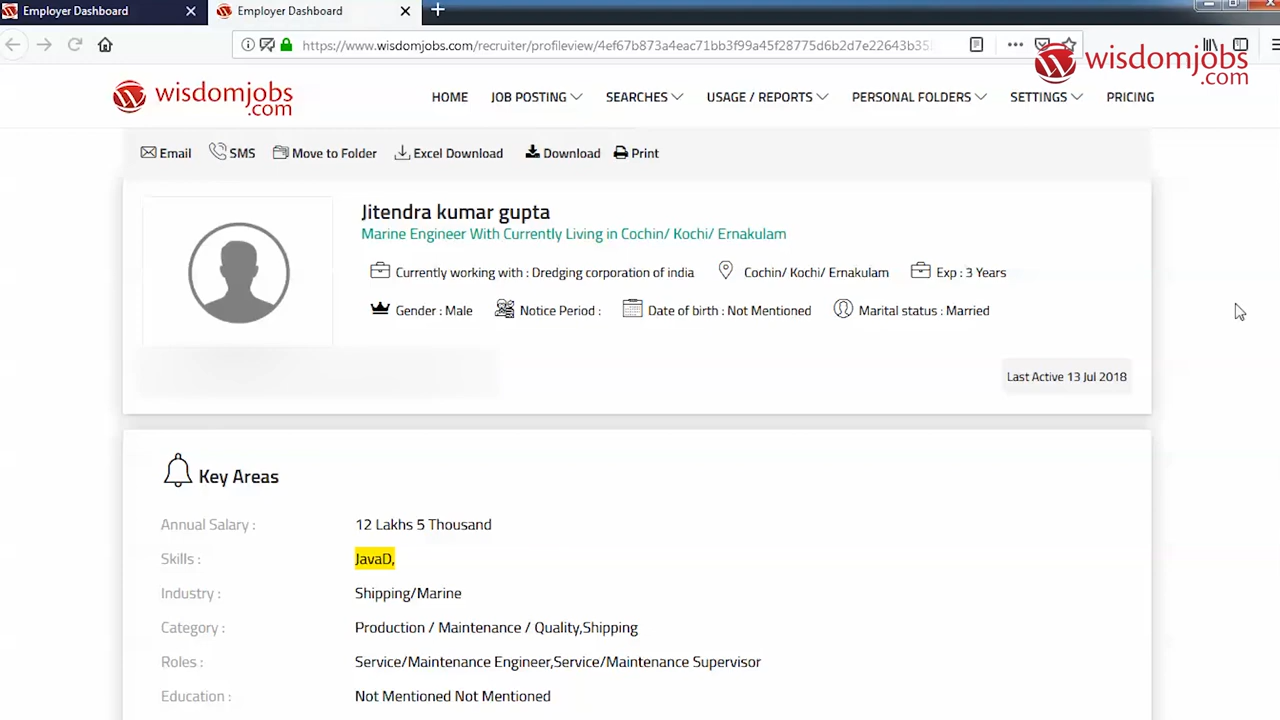 Employer Dashboard
Employer Dashboard
https://www.wisdomjobs.com/recruiter/profileview/4ef67b873a4eac71bb3f99a45f28775d6b2d7e22643b35
wisdomjobs.com
wisdomjobs.com
HOME JOB POSTING SEARCHES USAGE / REPORTS PERSONAL FOLDERS SETTINGS PRICING
Email SMS Move to Folder Excel Download Download Print
Jitendra kumar gupta
Marine Engineer With Currently Living in Cochin/ Kochi/ Ernakulam
Currently working with : Dredging corporation of india Cochin/ Kochi/ Ernakulam Exp : 3 Years
Gender : Male Notice Period : Date of birth : Not Mentioned Marital status : Married
Last Active 13 Jul 2018
Key Areas
Annual Salary : 12 Lakhs 5 Thousand
Skills : JavaD,
Industry : Shipping/Marine
Category : Production / Maintenance / Quality,Shipping
Roles : Service/Maintenance Engineer,Service/Maintenance Supervisor
Education : Not Mentioned Not Mentioned